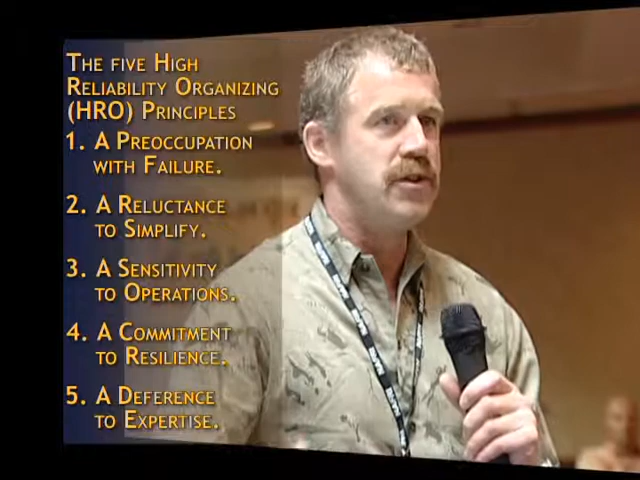 The five High
Reliability Organizing
(HRO) Principles
1. A Preoccupation
with Failure.
2. A Reluctance
to Simplify.
3. A Sensitivity
to Operations.
4. A Commitment
to Resilience.
5. A Deference
to Expertise.